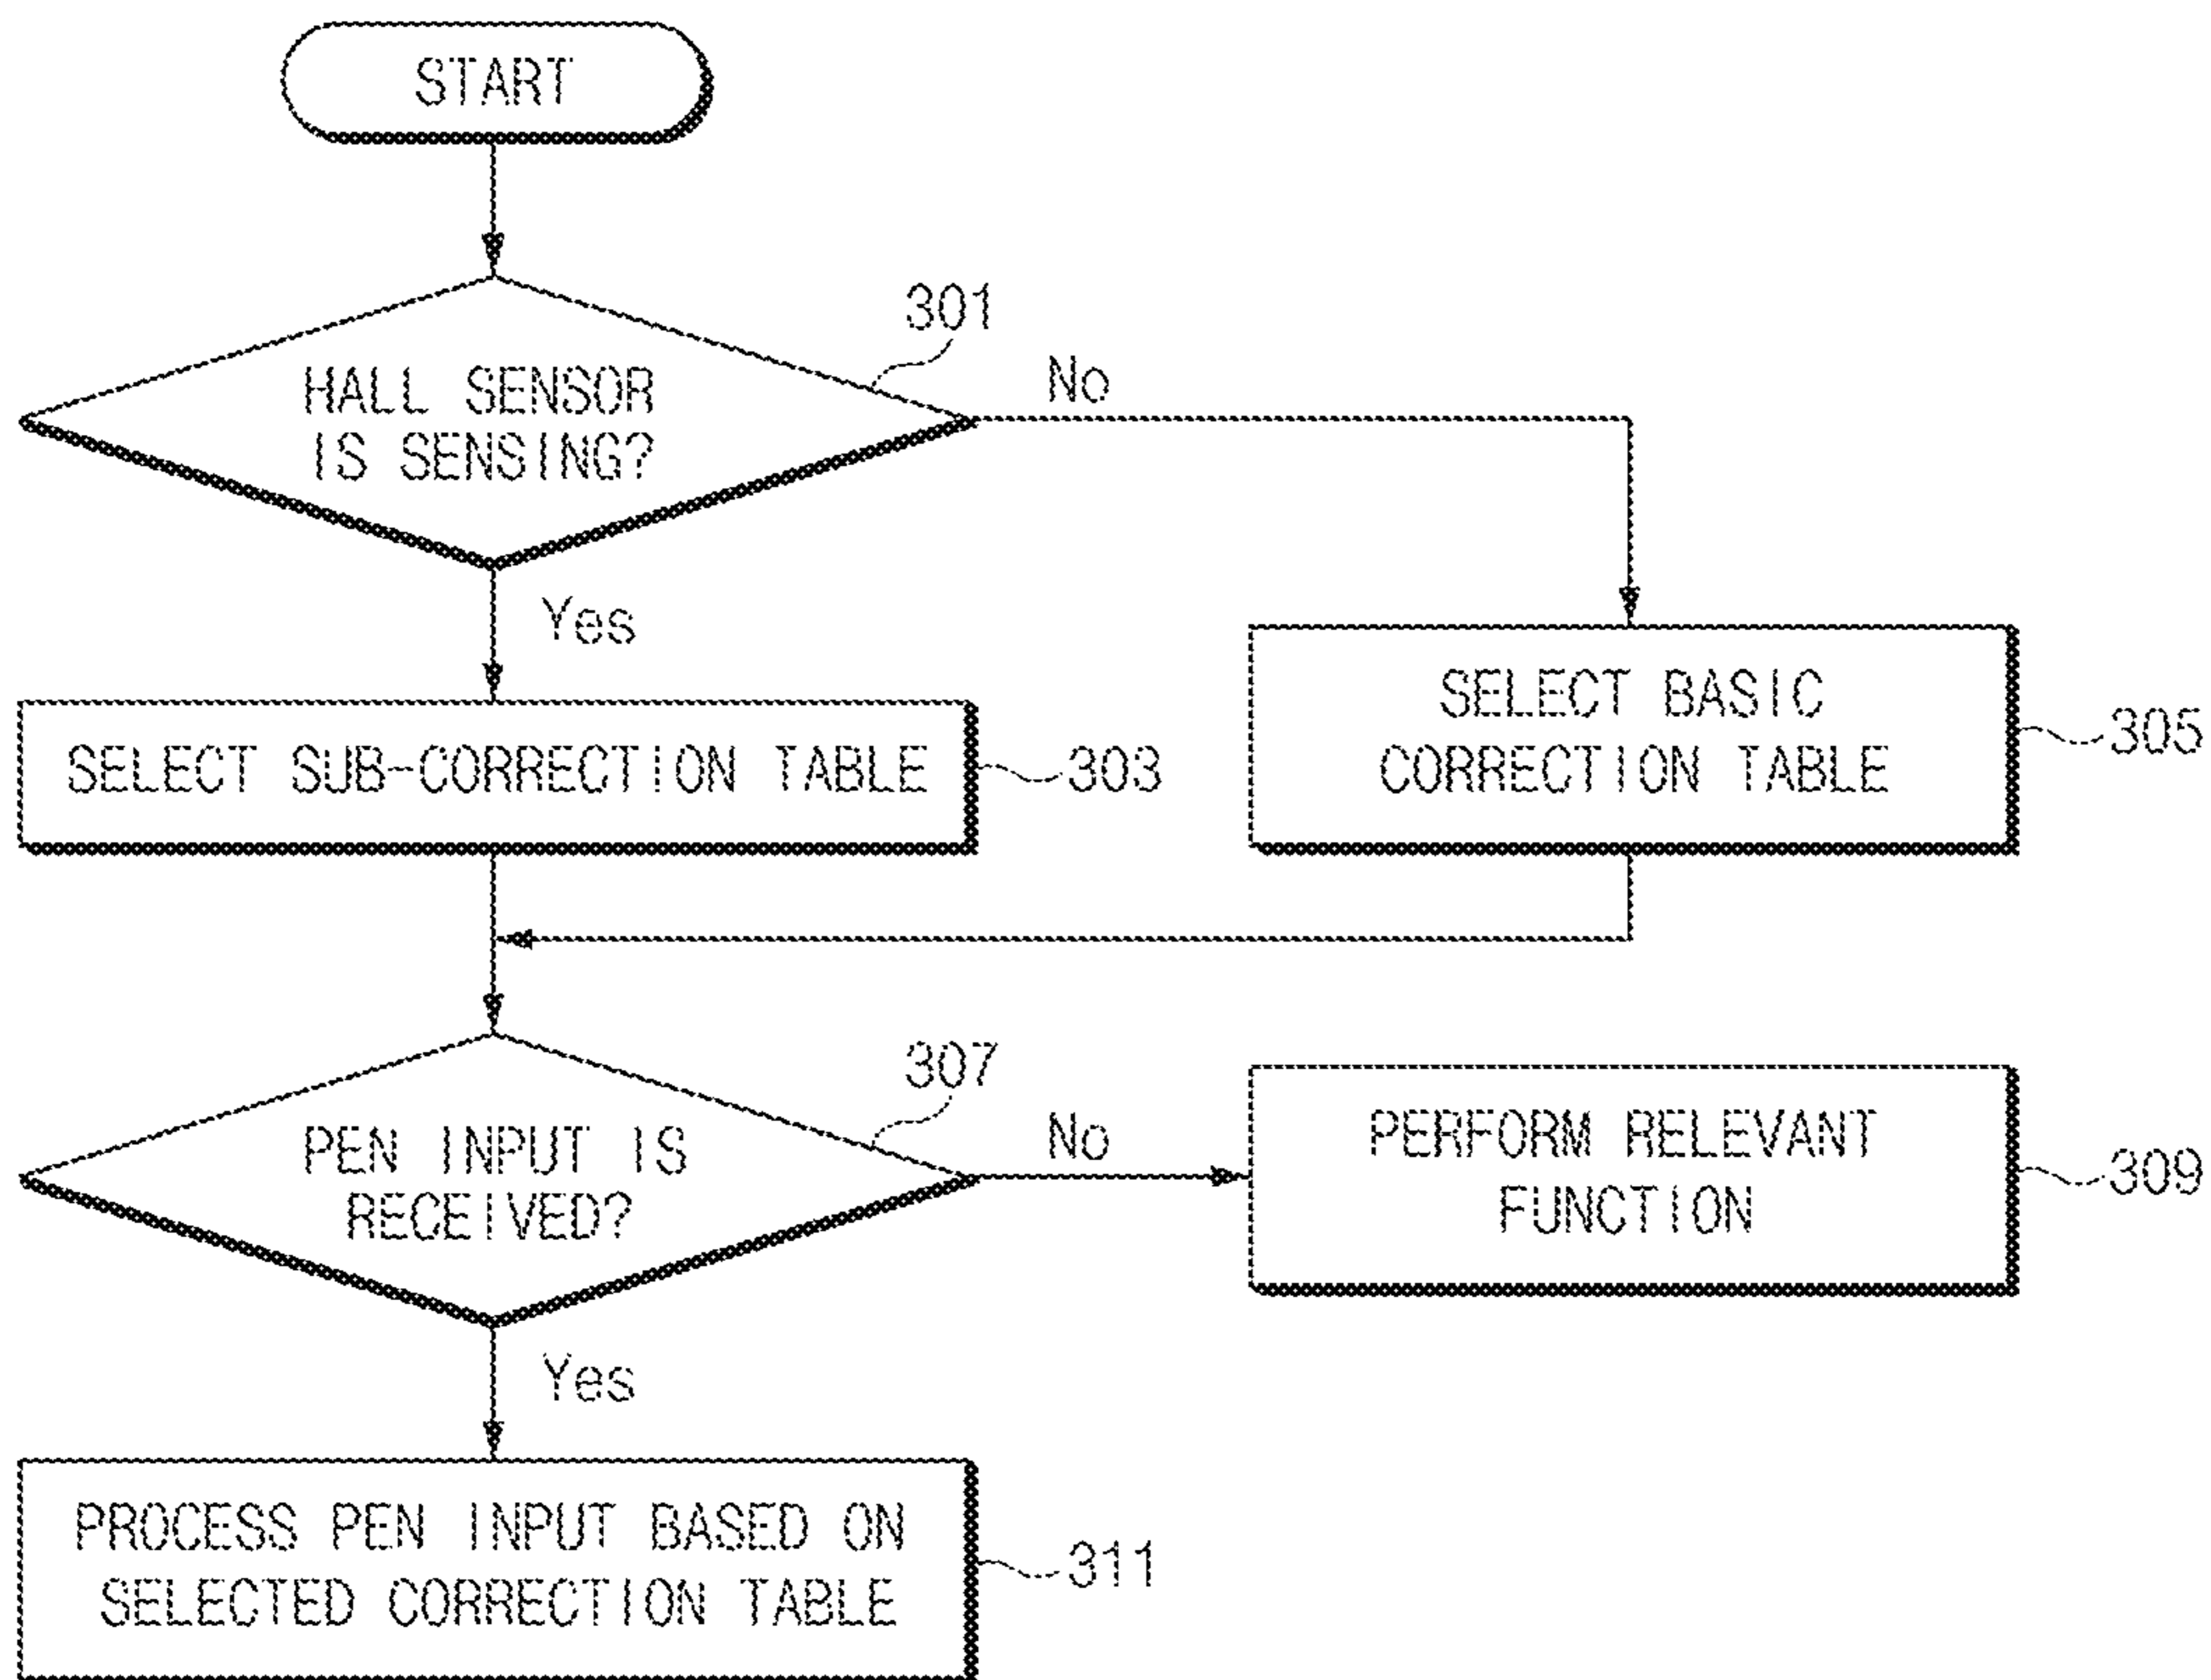 START
301
HALL SENSOR
IS SENSING?
No
Yes
SELECT SUB-CORRECTION TABLE
303
SELECT BASIC
CORRECTION TABLE
305
307
PEN INPUT IS
RECEIVED?
No
PERFORM RELEVANT
FUNCTION
309
Yes
PROCESS PEN INPUT BASED ON
SELECTED CORRECTION TABLE
311